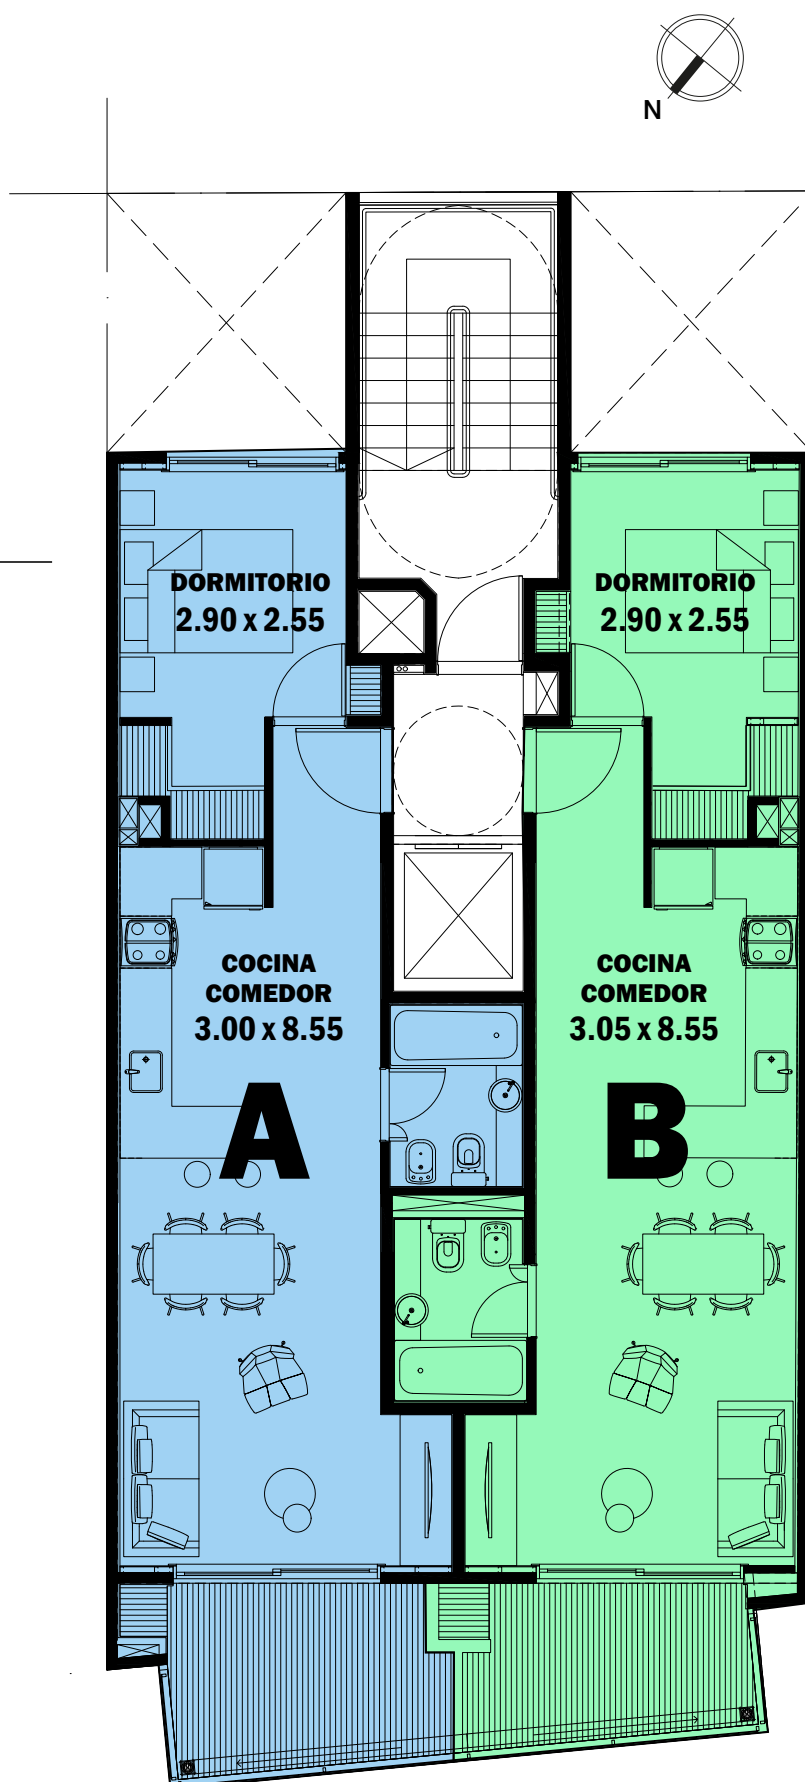 N
DORMITORIO
2.90 x 2.55
DORMITORIO
2.90 x 2.55
COCINA
COMEDOR
3.00 x 8.55
A
COCINA
COMEDOR
3.05 x 8.55
B